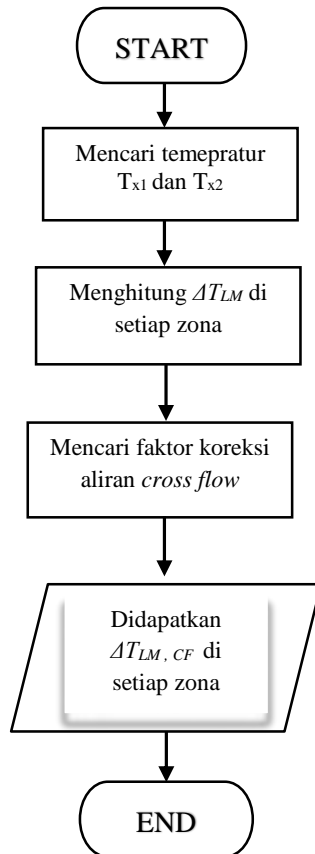 START
Mencari temepratur
Tx1 dan Tx2
Menghitung ΔTLM di
setiap zona
Mencari faktor koreksi
aliran cross flow
Didapatkan
ΔTLM , CF di
setiap zona
END